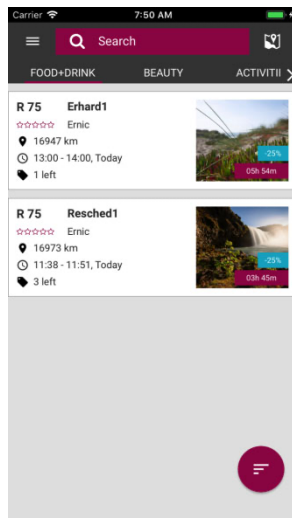 Carrier 7:50 AM
Search
FOOD+DRINK BEAUTY ACTIVITII
R 75 Erhard1
Ernic
16947 km
13:00 - 14:00, Today
1 left
-25%
05h 54m
R 75 Resched1
Ernic
16973 km
11:38 - 11:51, Today
3 left
-25%
03h 45m